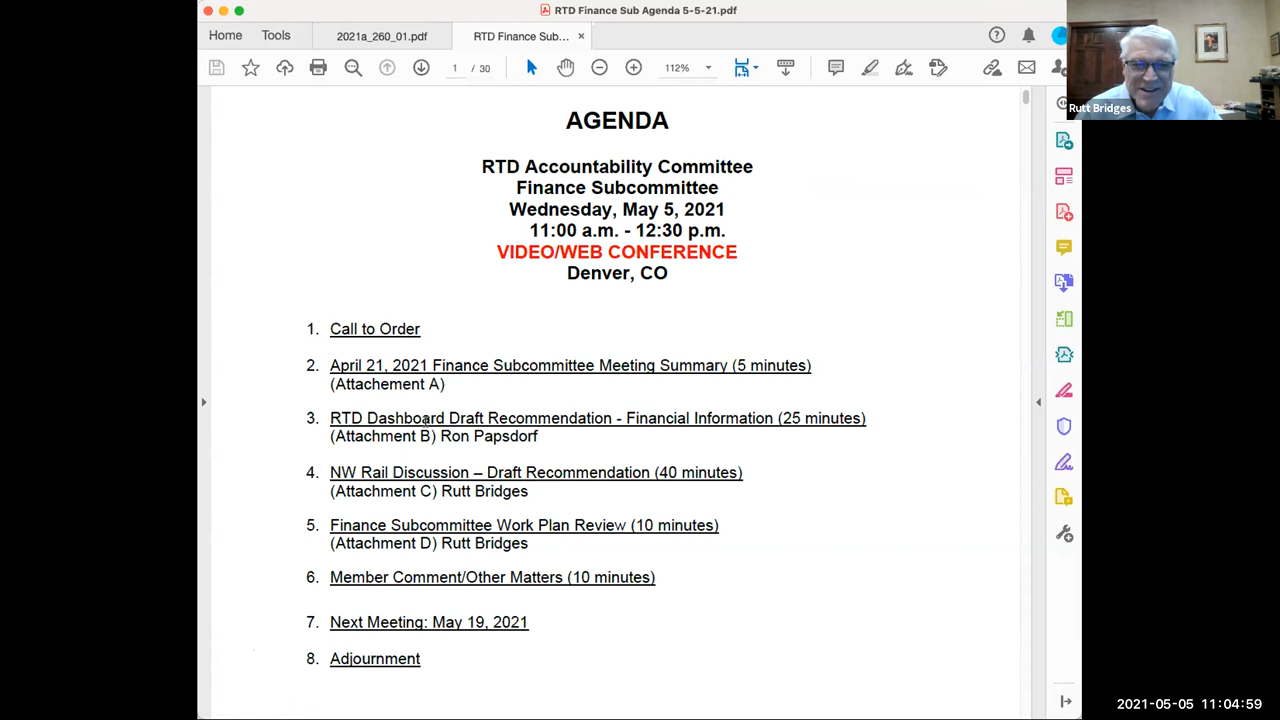 RTD Finance Sub Agenda 5-5-21.pdf
Home
Tools
2021a_260_01.pdf
RTD Finance Sub...
1 / 30
112%
Rutt Bridges
AGENDA
RTD Accountability Committee
Finance Subcommittee
Wednesday, May 5, 2021
11:00 a.m. - 12:30 p.m.
VIDEO/WEB CONFERENCE
Denver, CO
1. Call to Order
2. April 21, 2021 Finance Subcommittee Meeting Summary (5 minutes)
(Attachement A)
3. RTD Dashboard Draft Recommendation - Financial Information (25 minutes)
(Attachment B) Ron Papsdorf
4. NW Rail Discussion – Draft Recommendation (40 minutes)
(Attachment C) Rutt Bridges
5. Finance Subcommittee Work Plan Review (10 minutes)
(Attachment D) Rutt Bridges
6. Member Comment/Other Matters (10 minutes)
7. Next Meeting: May 19, 2021
8. Adjournment
2021-05-05 11:04:59